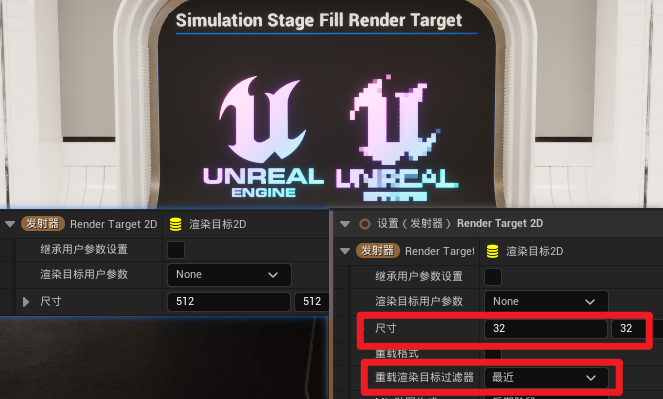 Simulation Stage Fill Render Target
UNREAL
ENGINE
UNREAL
发射器 Render Target 2D 渲染目标2D
继承用户参数设置
渲染目标用户参数 None
尺寸 512 512
设置（发射器）Render Target 2D
发射器 Render Target 渲染目标2D
继承用户参数设置
渲染目标用户参数 None
尺寸 32 32
重载格式
重载渲染目标过滤器 最近